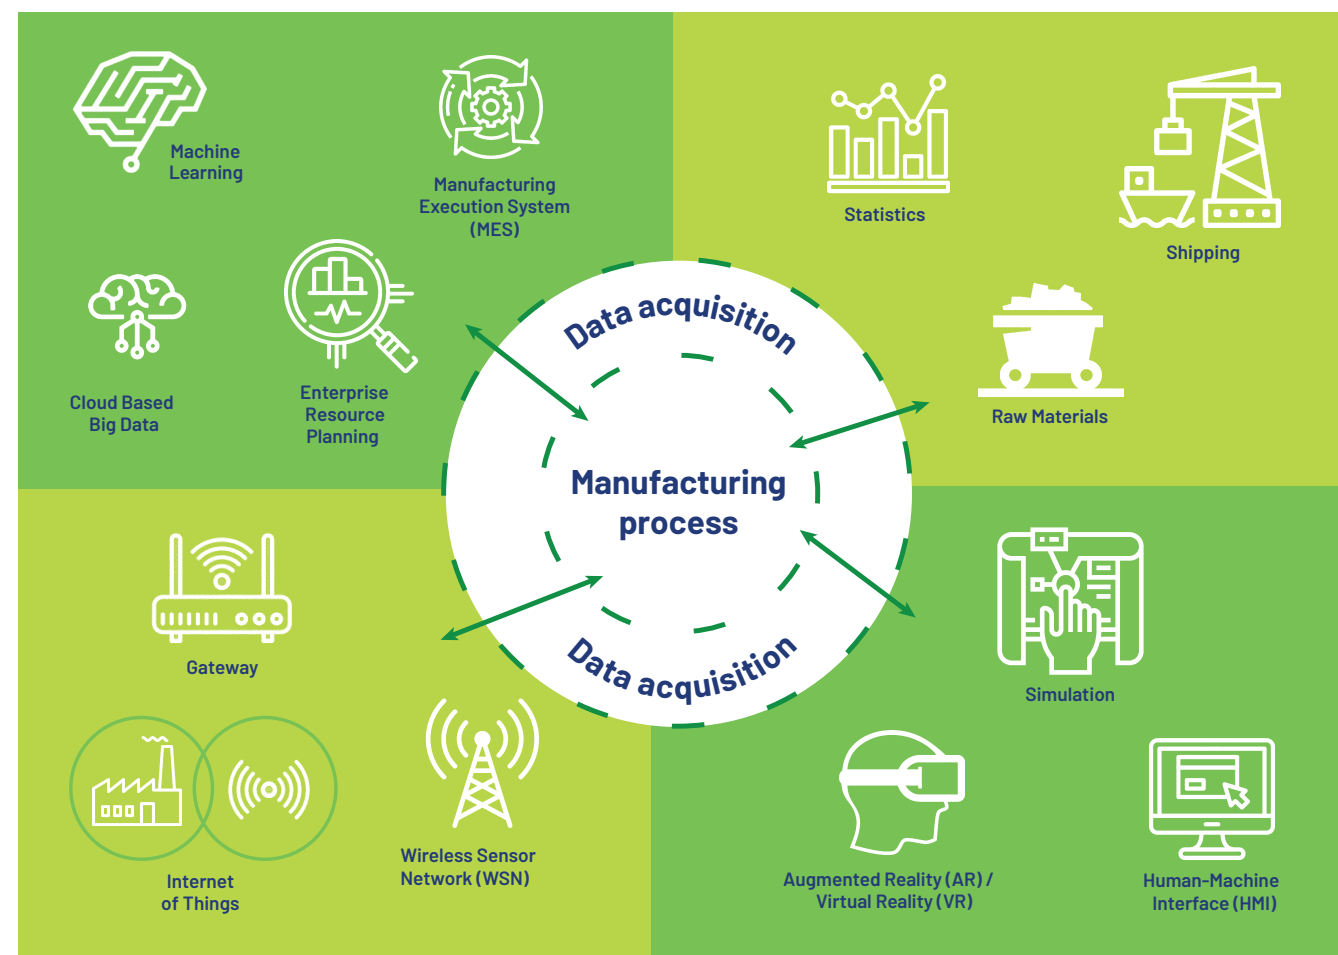 Machine
Learning
Manufacturing
Execution System
(MES)
Cloud Based
Big Data
Enterprise
Resource
Planning
Statistics
Shipping
Raw Materials
Data acquisition
Manufacturing
process
Data acquisition
Gateway
Internet
of Things
Wireless Sensor
Network (WSN)
Simulation
Augmented Reality (AR) /
Virtual Reality (VR)
Human-Machine
Interface (HMI)